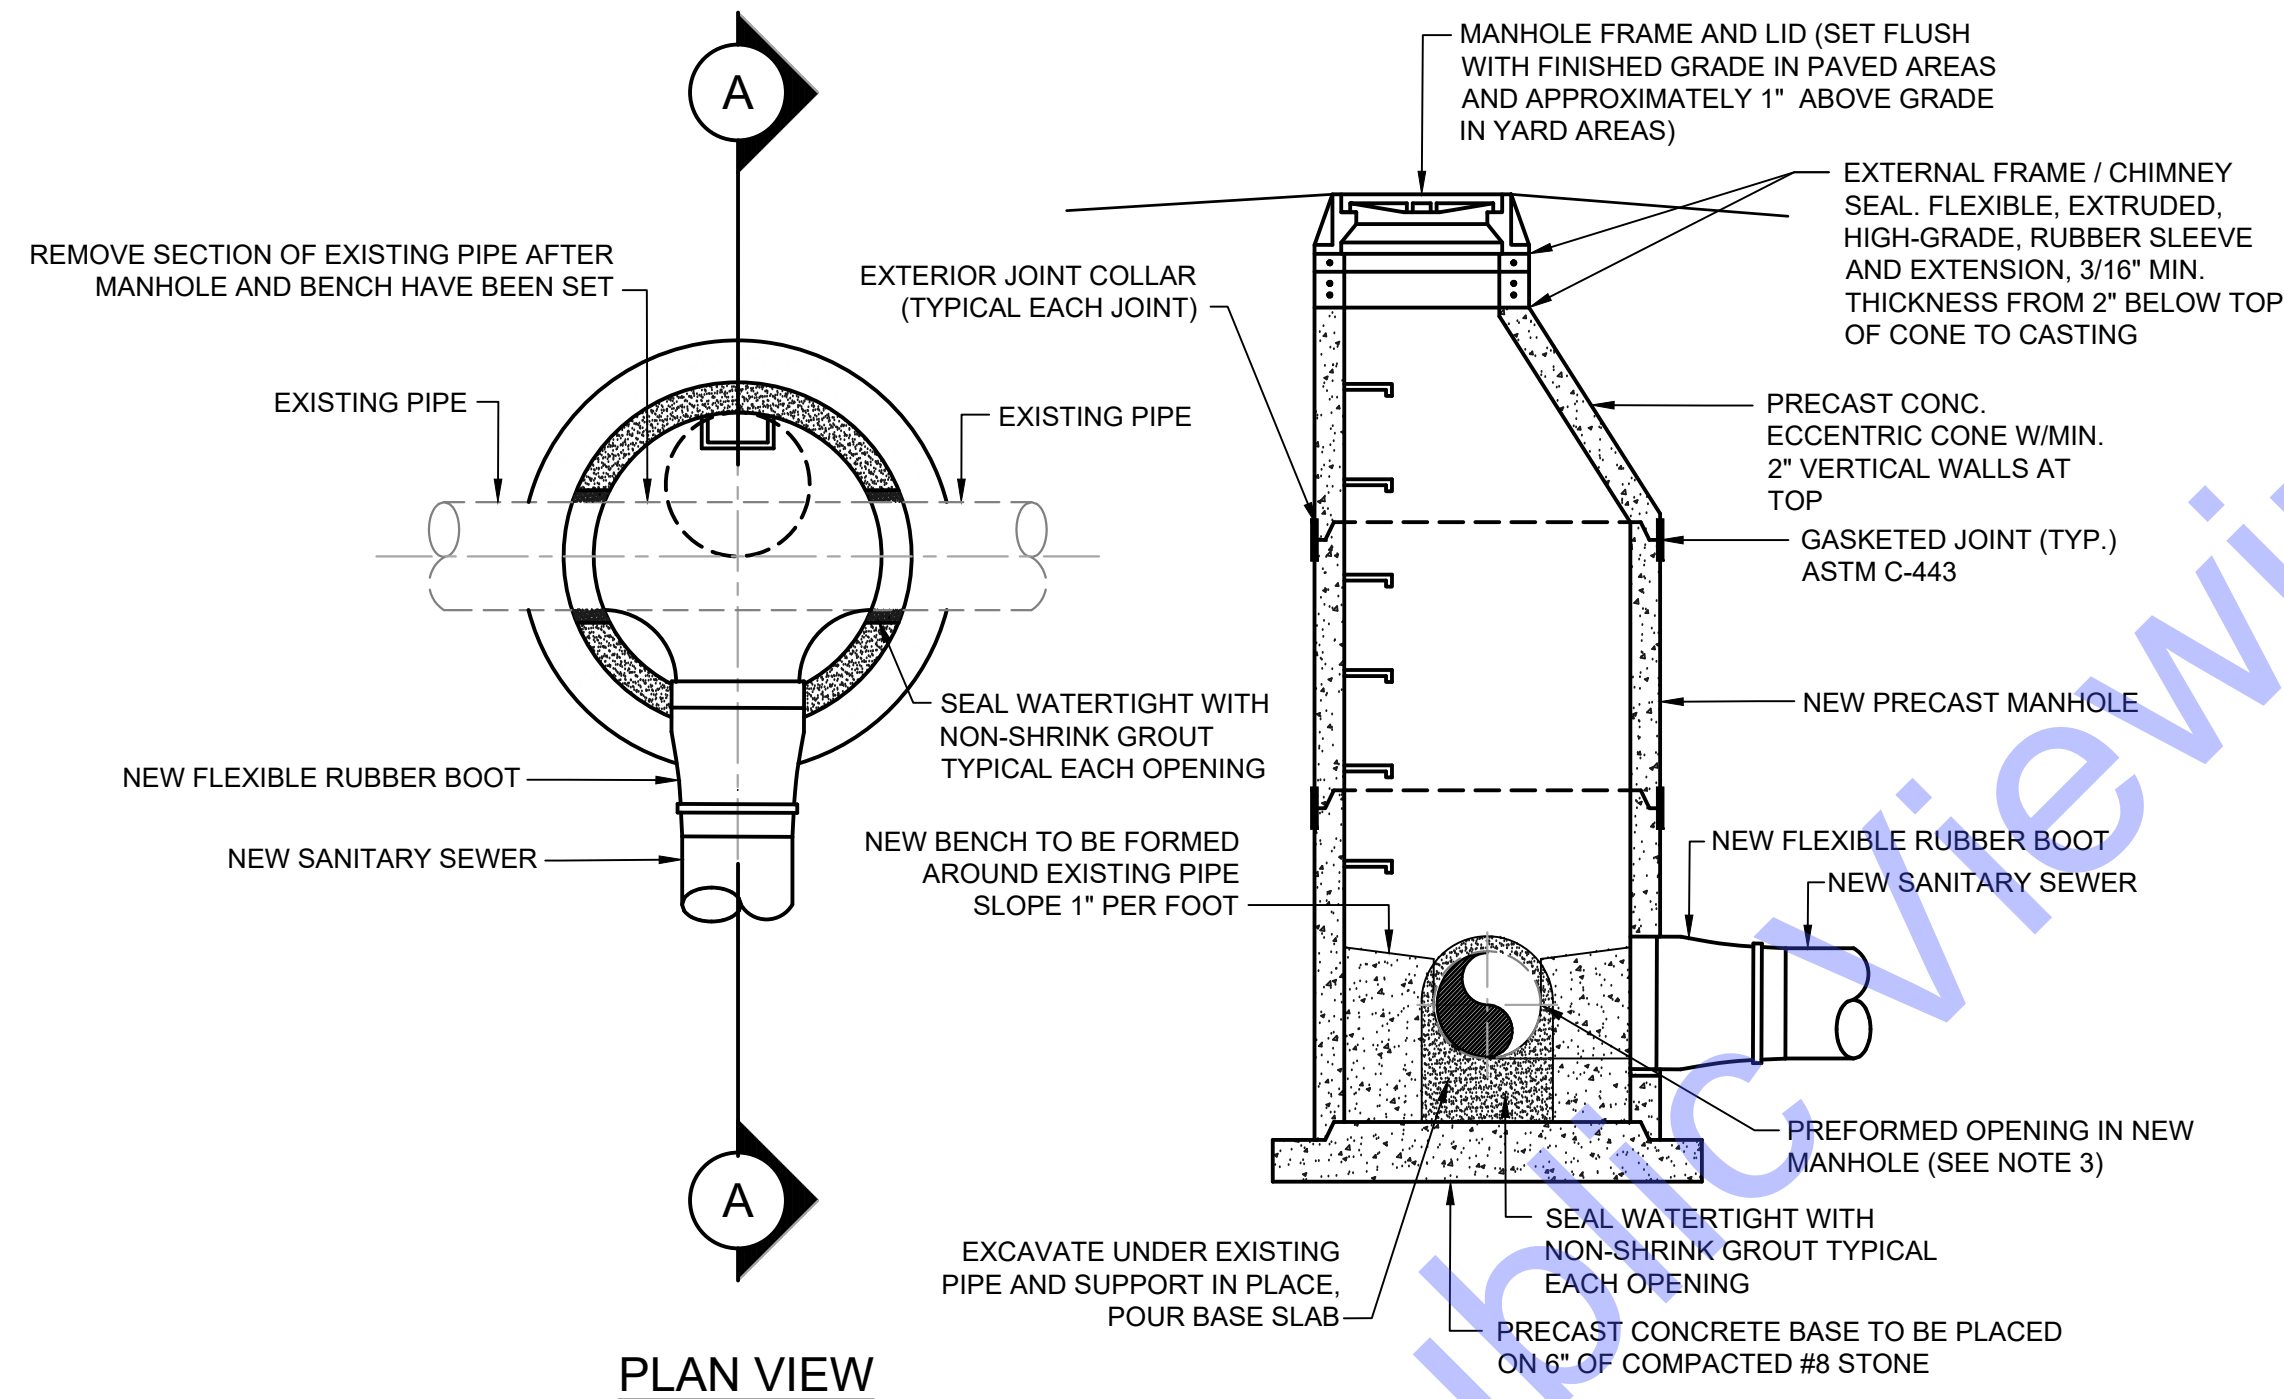 A
MANHOLE FRAME AND LID (SET FLUSH
WITH FINISHED GRADE IN PAVED AREAS
AND APPROXIMATELY 1" ABOVE GRADE
IN YARD AREAS)
EXTERNAL FRAME / CHIMNEY
SEAL. FLEXIBLE, EXTRUDED,
HIGH-GRADE, RUBBER SLEEVE
AND EXTENSION, 3/16" MIN.
THICKNESS FROM 2" BELOW TOP
OF CONE TO CASTING
REMOVE SECTION OF EXISTING PIPE AFTER
MANHOLE AND BENCH HAVE BEEN SET
EXTERIOR JOINT COLLAR
(TYPICAL EACH JOINT)
EXISTING PIPE
EXISTING PIPE
PRECAST CONC.
ECCENTRIC CONE W/MIN.
2" VERTICAL WALLS AT
TOP
GASKETED JOINT (TYP.)
ASTM C-443
SEAL WATERTIGHT WITH
NON-SHRINK GROUT
TYPICAL EACH OPENING
NEW PRECAST MANHOLE
NEW FLEXIBLE RUBBER BOOT
NEW SANITARY SEWER
NEW BENCH TO BE FORMED
AROUND EXISTING PIPE
SLOPE 1" PER FOOT
NEW FLEXIBLE RUBBER BOOT
NEW SANITARY SEWER
PREFORMED OPENING IN NEW
MANHOLE (SEE NOTE 3)
A
SEAL WATERTIGHT WITH
NON-SHRINK GROUT TYPICAL
EACH OPENING
EXCAVATE UNDER EXISTING
PIPE AND SUPPORT IN PLACE,
POUR BASE SLAB
PRECAST CONCRETE BASE TO BE PLACED
ON 6" OF COMPACTED #8 STONE
PLAN VIEW